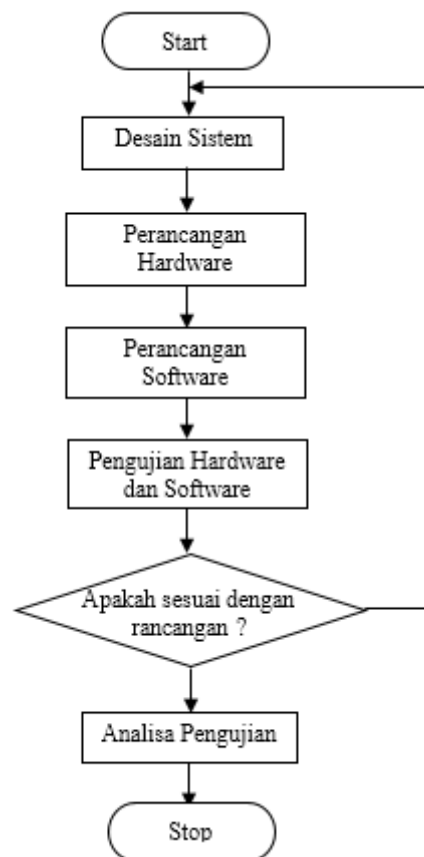 Start
Desain Sistem
Perancangan
Hardware
Perancangan
Software
Pengujian Hardware
dan Software
Apakah sesuai dengan
rancangan ?
Analisa Pengujian
Stop